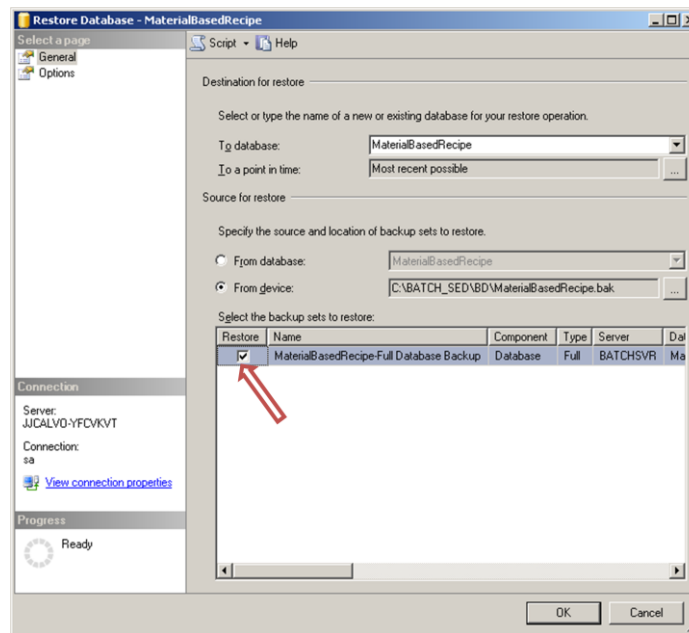 Restore Database - MaterialBasedRecipe
Select a page
General
Options
Script
Help
Destination for restore
Select or type the name of a new or existing database for your restore operation.
To database:
MaterialBasedRecipe
To a point in time:
Most recent possible
...
Source for restore
Specify the source and location of backup sets to restore.
From database:
MaterialBasedRecipe
From device:
C:\BATCH_SED\BD\MaterialBasedRecipe.bak
...
Select the backup sets to restore:
Restore Name Component Type Server
MaterialBasedRecipe-Full Database Backup Database Full BATCHSVR
Connection
Server:
JJCALVO-YFCVKVT
Connection:
sa
View connection properties
Progress
Ready
OK
Cancel